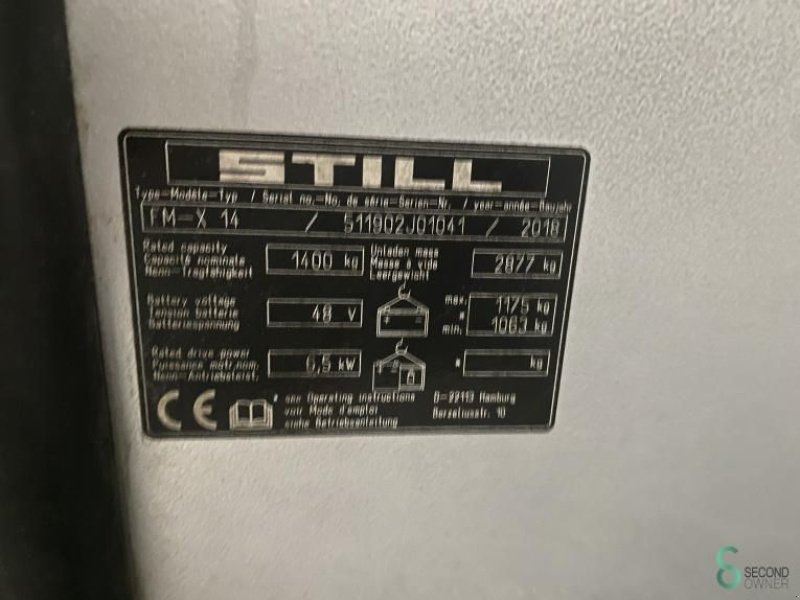 STILL
Type-Modèle-Typ / Serial no.-No. de série-Serien-Nr. / year-année-Baujahr
FM-X 14 / 511902J01041 / 2018
Rated capacity
Capacité nominale
Nenn-Tragfähigkeit
1400 kg
Unladen mass
Masse à vide
Leergewicht
2877 kg
Battery voltage
Tension batterie
Batteriespannung
48 V
max. 1175 kg
*
min. 1063 kg
Rated drive power
Puissance motr.nom.
Nenn-Antriebsleist.
6,5 kW
* kg
CE
* see Operating instructions
voir Mode d'emploi
siehe Betriebsanleitung
D-22113 Hamburg
Berzeliusstr. 10
SECOND
OWNER